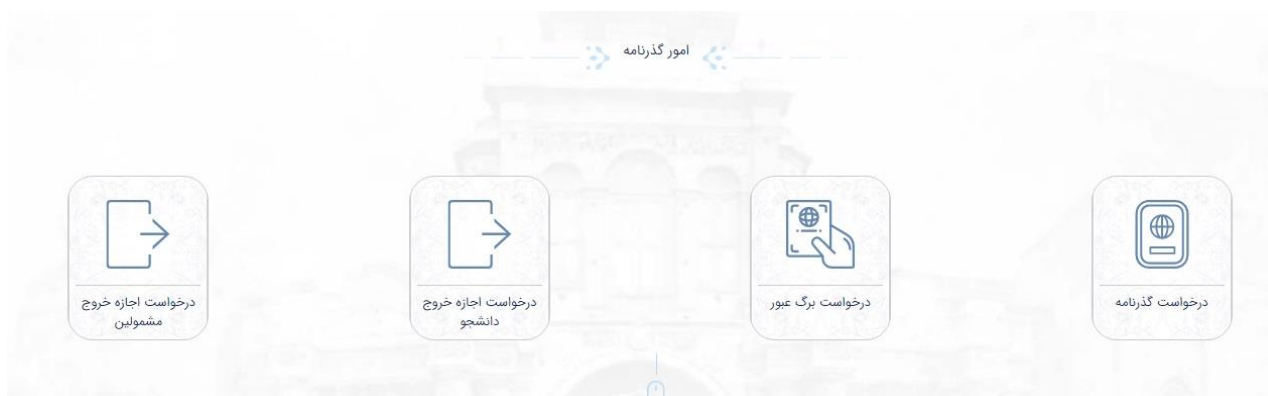 امور گذرنامه
درخواست گذرنامه
درخواست برگ عبور
درخواست اجازه خروج
دانشجو
درخواست اجازه خروج
مشمولین